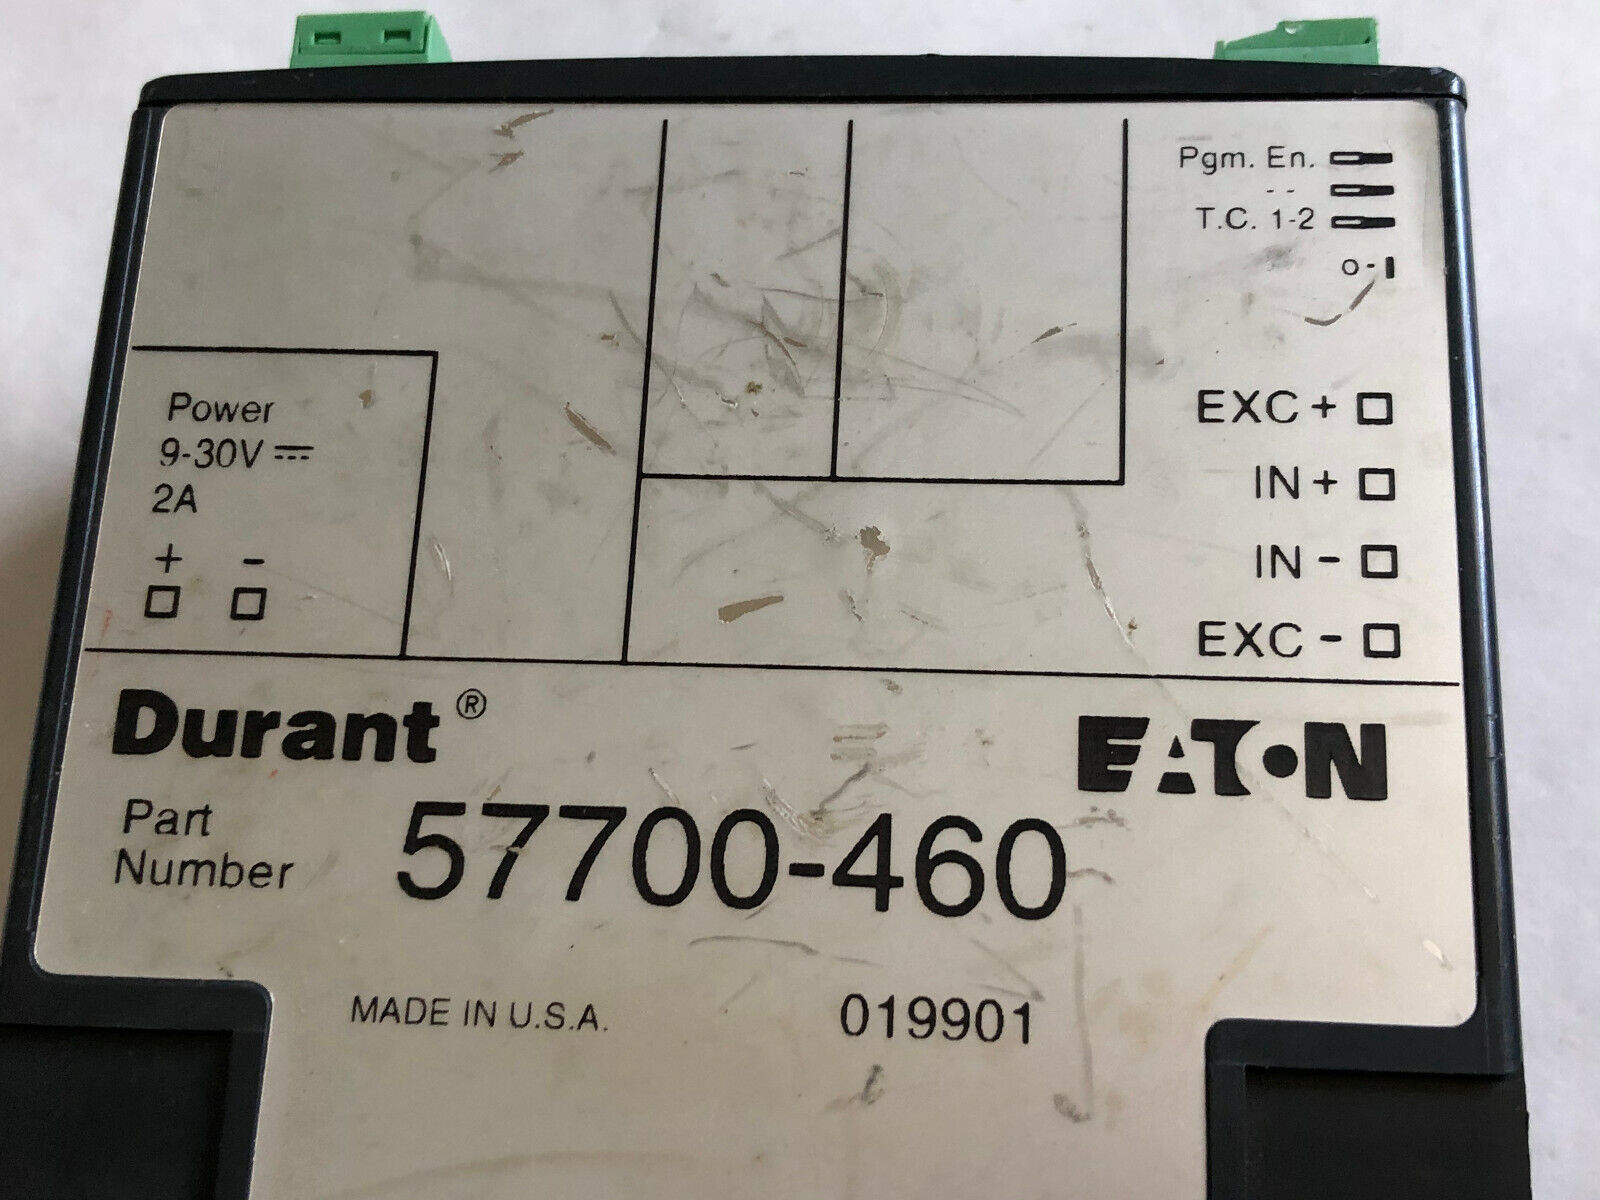 Pgm. En.
- -
T.C. 1-2
o-
EXC +
IN +
IN -
EXC -
Power
9-30V ⎓
2A
+ -
Durant ®
EATON
Part
Number
57700-460
MADE IN U.S.A.
019901